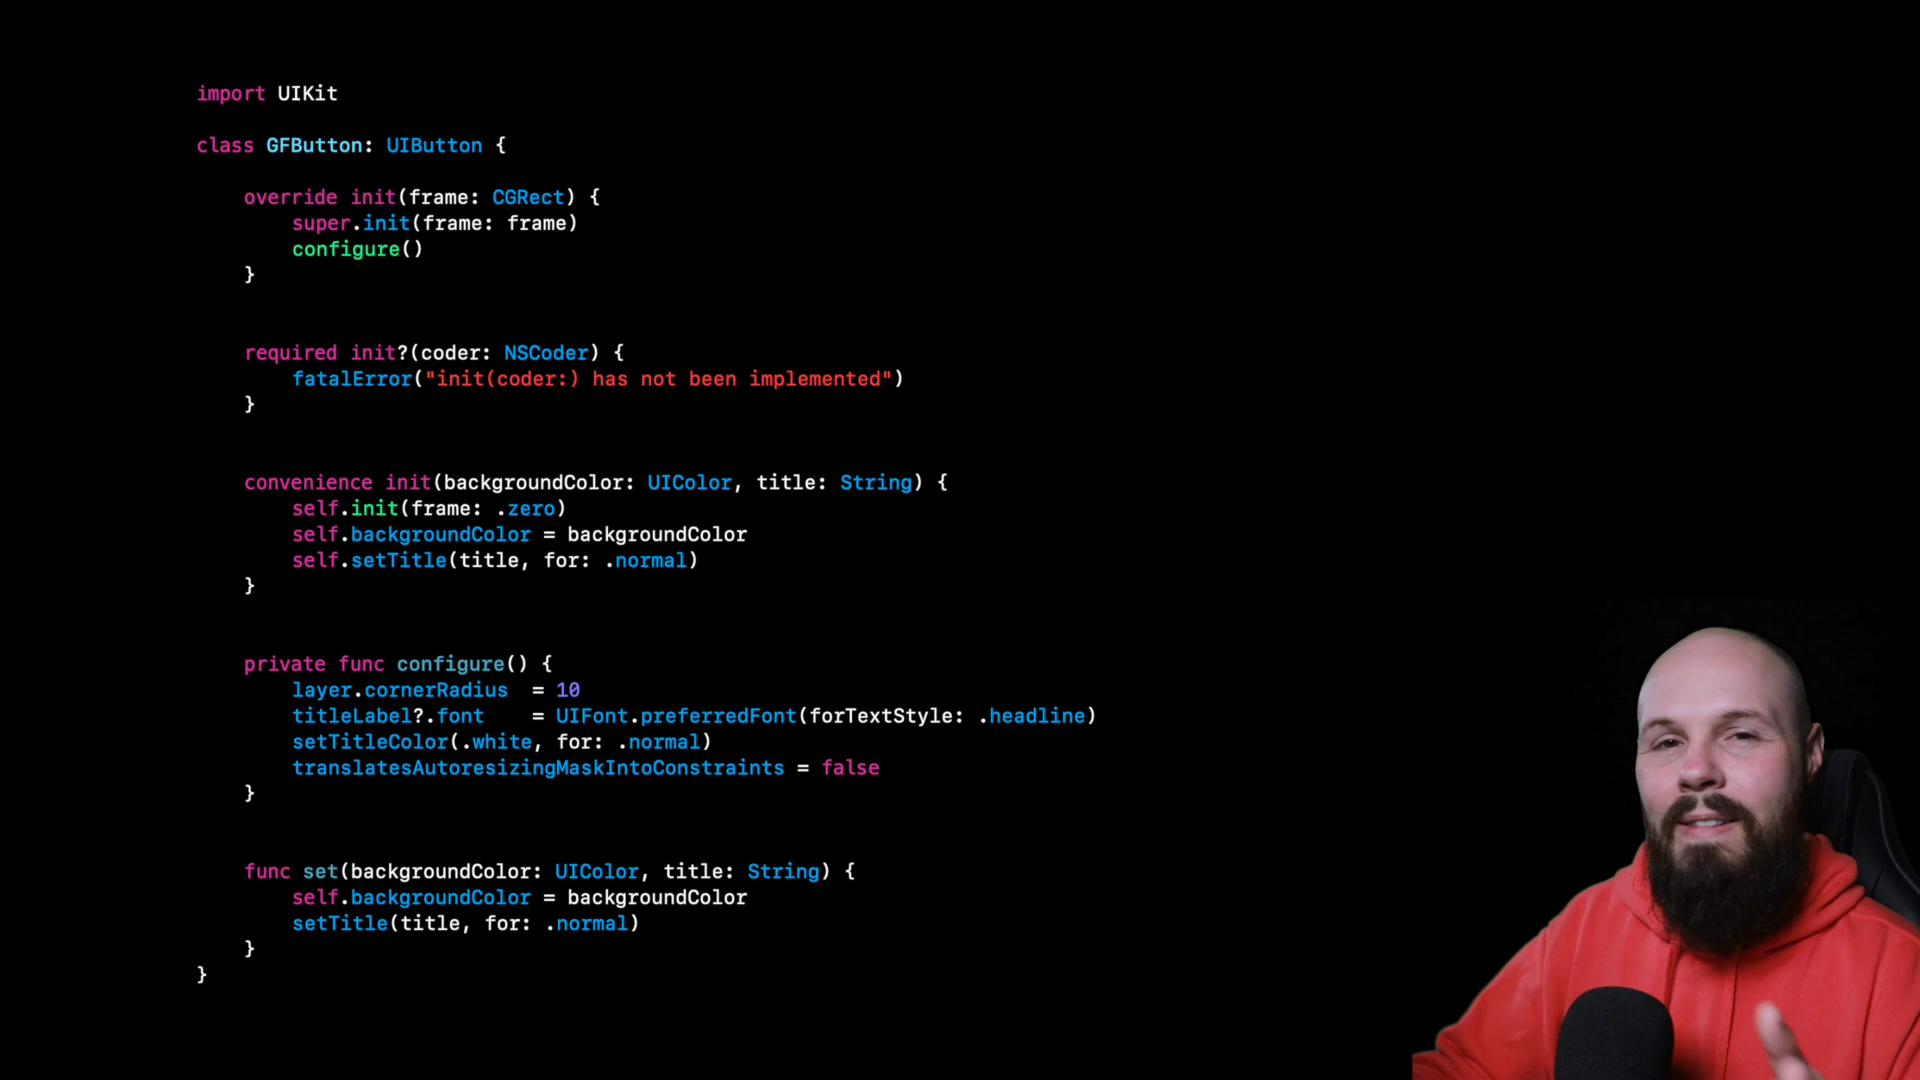 import UIKit
class GFButton: UIButton {
override init(frame: CGRect) {
super.init(frame: frame)
configure()
}
required init?(coder: NSCoder) {
fatalError("init(coder:) has not been implemented")
}
convenience init(backgroundColor: UIColor, title: String) {
self.init(frame: .zero)
self.backgroundColor = backgroundColor
self.setTitle(title, for: .normal)
}
private func configure() {
layer.cornerRadius  = 10
titleLabel?.font    = UIFont.preferredFont(forTextStyle: .headline)
setTitleColor(.white, for: .normal)
translatesAutoresizingMaskIntoConstraints = false
}
func set(backgroundColor: UIColor, title: String) {
self.backgroundColor = backgroundColor
setTitle(title, for: .normal)
}
}